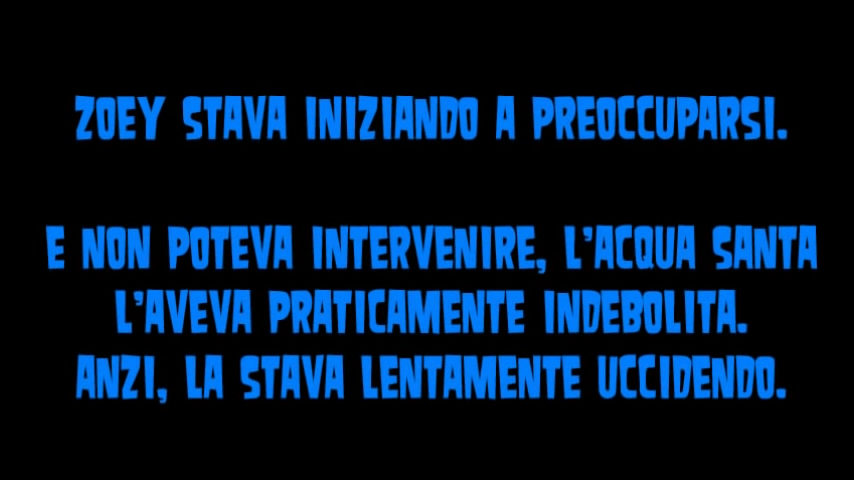 ZOEY STAVA INIZIANDO A PREOCCUPARSI.
E NON POTEVA INTERVENIRE, L'ACQUA SANTA
L'AVEVA PRATICAMENTE INDEBOLITA.
ANZI, LA STAVA LENTAMENTE UCCIDENDO.